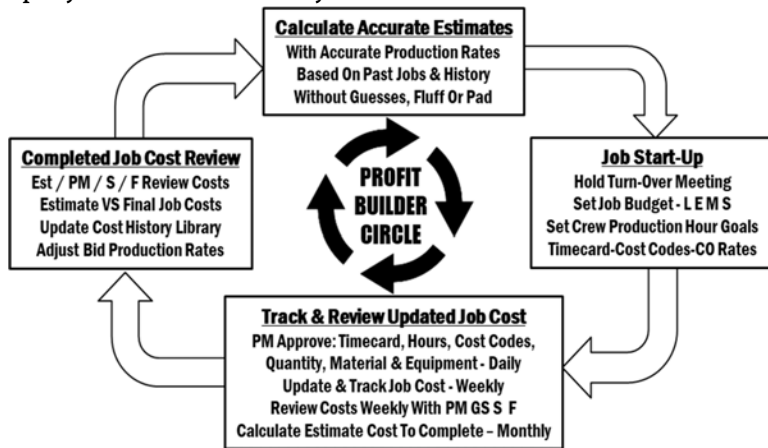 Calculate Accurate Estimates
With Accurate Production Rates
Based On Past Jobs & History
Without Guesses, Fluff Or Pad
Completed Job Cost Review
Est / PM / S / F Review Costs
Estimate VS Final Job Costs
Update Cost History Library
Adjust Bid Production Rates
PROFIT
BUILDER
CIRCLE
Job Start-Up
Hold Turn-Over Meeting
Set Job Budget - L E M S
Set Crew Production Hour Goals
Timecard-Cost Codes-CO Rates
Track & Review Updated Job Cost
PM Approve: Timecard, Hours, Cost Codes,
Quantity, Material & Equipment - Daily
Update & Track Job Cost - Weekly
Review Costs Weekly With PM GS S F
Calculate Estimate Cost To Complete – Monthly